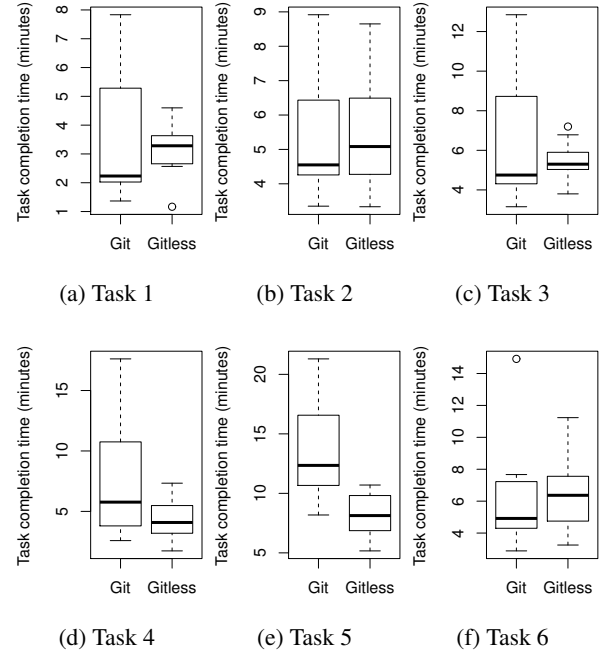 Task completion time (minutes)
1 2 3 4 5 6 7 8
Git Gitless
(a) Task 1
Task completion time (minutes)
4 5 6 7 8 9
Git Gitless
(b) Task 2
Task completion time (minutes)
4 6 8 10 12
Git Gitless
(c) Task 3
Task completion time (minutes)
5 10 15
Git Gitless
(d) Task 4
Task completion time (minutes)
5 10 15 20
Git Gitless
(e) Task 5
Task completion time (minutes)
4 6 8 10 12 14
Git Gitless
(f) Task 6